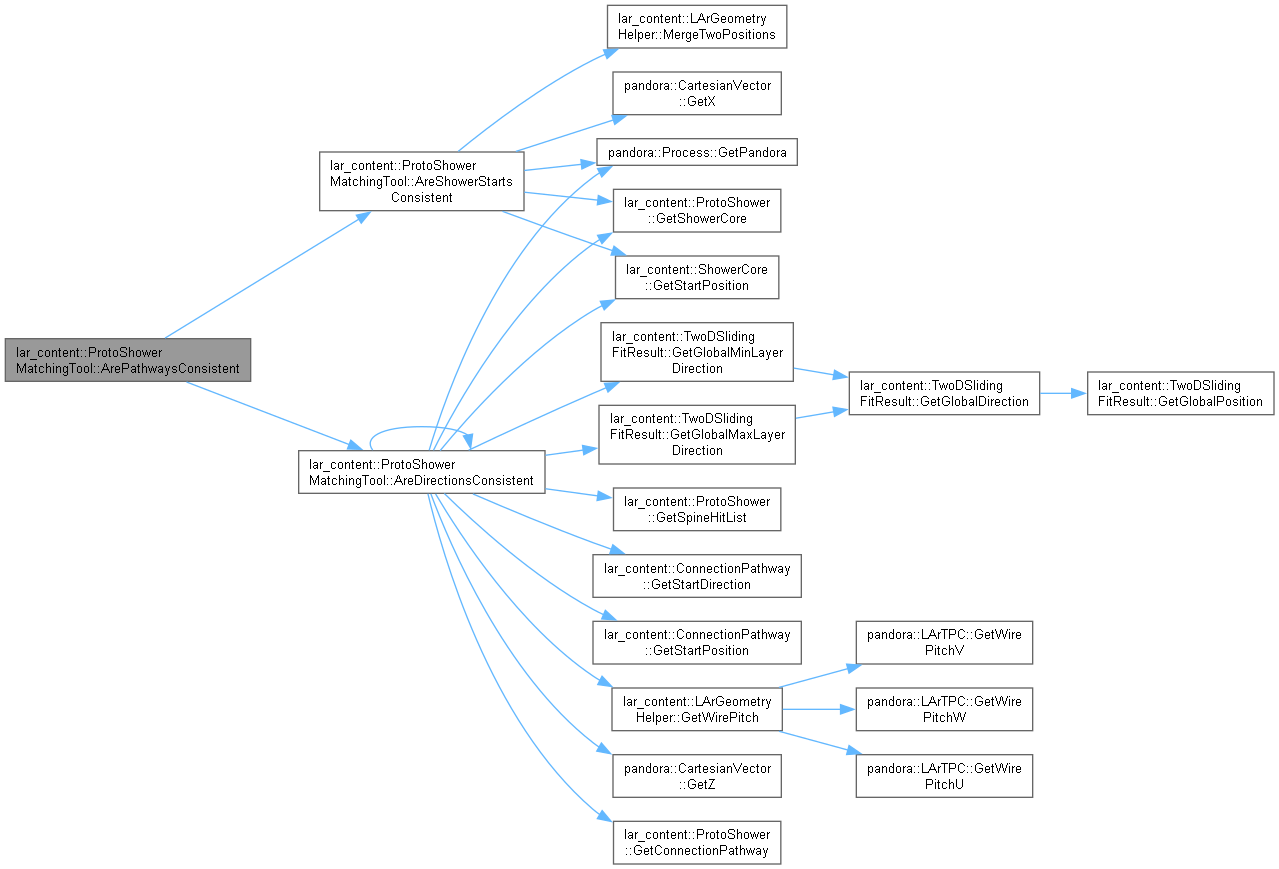 lar_content::LArGeometry
Helper::MergeTwoPositions
pandora::CartesianVector
::GetX
pandora::Process::GetPandora
lar_content::ProtoShower
MatchingTool::AreShowerStarts
Consistent
lar_content::ProtoShower
::GetShowerCore
lar_content::ShowerCore
::GetStartPosition
lar_content::ProtoShower
MatchingTool::ArePathwaysConsistent
lar_content::TwoDSliding
FitResult::GetGlobalMinLayer
Direction
lar_content::TwoDSliding
FitResult::GetGlobalDirection
lar_content::TwoDSliding
FitResult::GetGlobalPosition
lar_content::TwoDSliding
FitResult::GetGlobalMaxLayer
Direction
lar_content::ProtoShower
MatchingTool::AreDirectionsConsistent
lar_content::ProtoShower
::GetSpineHitList
lar_content::ConnectionPathway
::GetStartDirection
lar_content::ConnectionPathway
::GetStartPosition
pandora::LArTPC::GetWire
PitchV
lar_content::LArGeometry
Helper::GetWirePitch
pandora::LArTPC::GetWire
PitchW
pandora::LArTPC::GetWire
PitchU
pandora::CartesianVector
::GetZ
lar_content::ProtoShower
::GetConnectionPathway